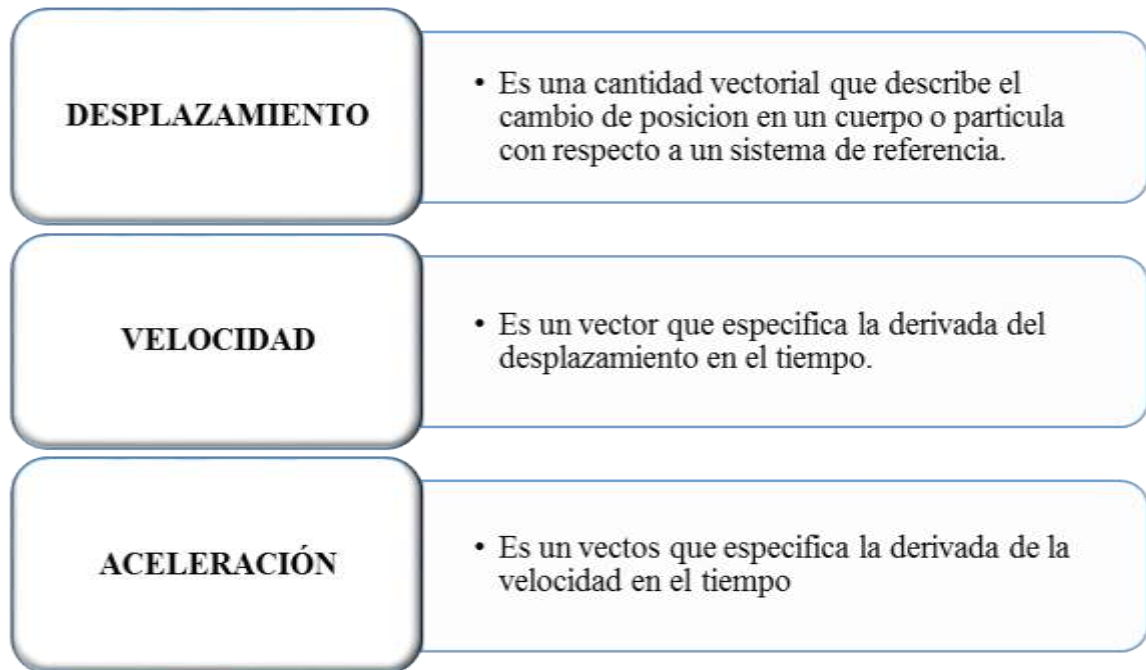 DESPLAZAMIENTO
• Es una cantidad vectorial que describe el
cambio de posicion en un cuerpo o particula
con respecto a un sistema de referencia.
VELOCIDAD
• Es un vector que especifica la derivada del
desplazamiento en el tiempo.
ACELERACIÓN
• Es un vectos que especifica la derivada de la
velocidad en el tiempo